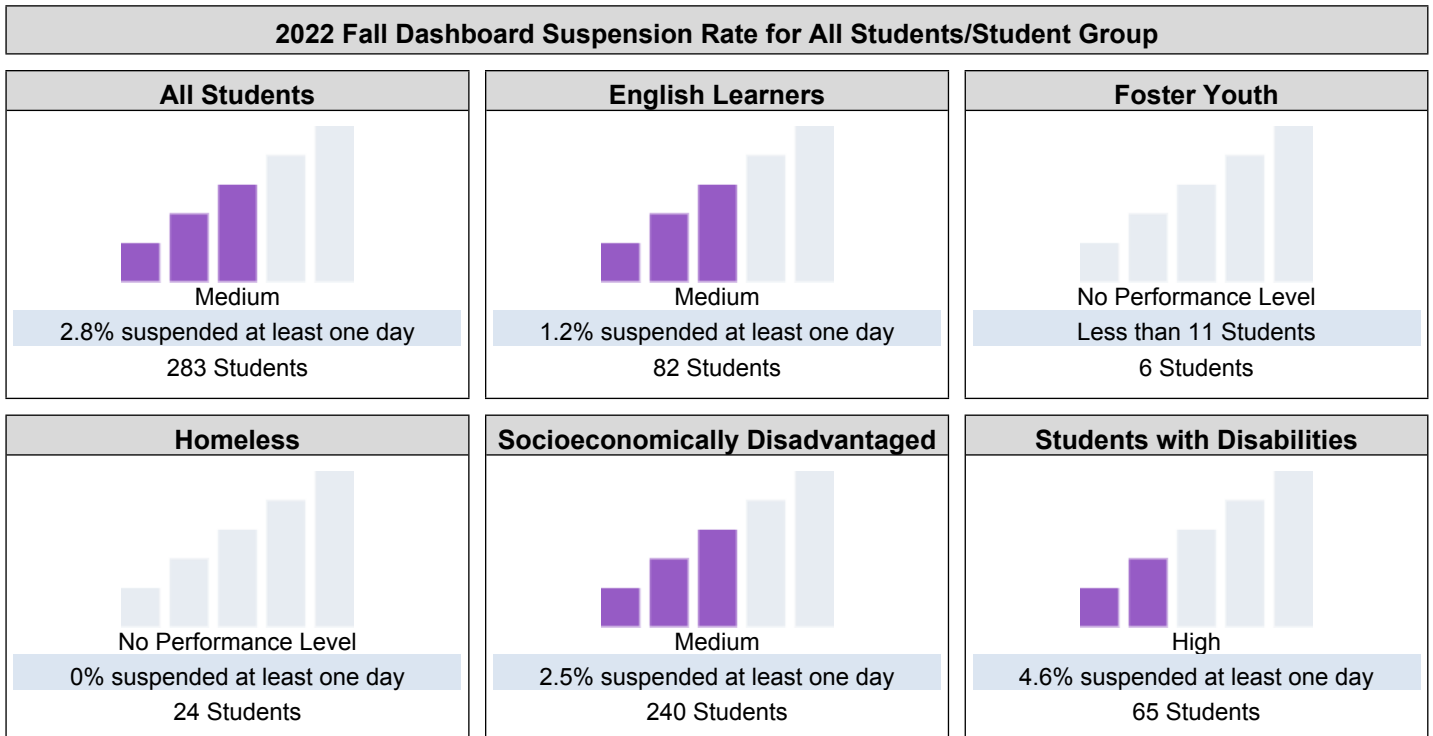 2022 Fall Dashboard Suspension Rate for All Students/Student Group
All Students
Medium
2.8% suspended at least one day
283 Students
English Learners
Medium
1.2% suspended at least one day
82 Students
Foster Youth
No Performance Level
Less than 11 Students
6 Students
Homeless
No Performance Level
0% suspended at least one day
24 Students
Socioeconomically Disadvantaged
Medium
2.5% suspended at least one day
240 Students
Students with Disabilities
High
4.6% suspended at least one day
65 Students